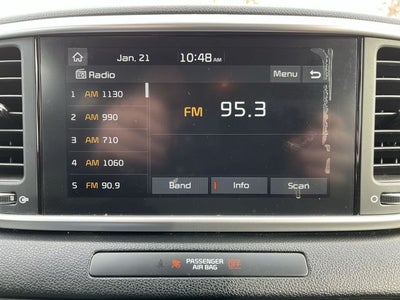 Jan. 21 10:48 AM
Radio Menu
1 AM 1130
2 AM 990
3 AM 710
4 AM 1060
5 FM 90.9
FM 95.3
Band i Info Scan
PASSENGER
AIR BAG OFF